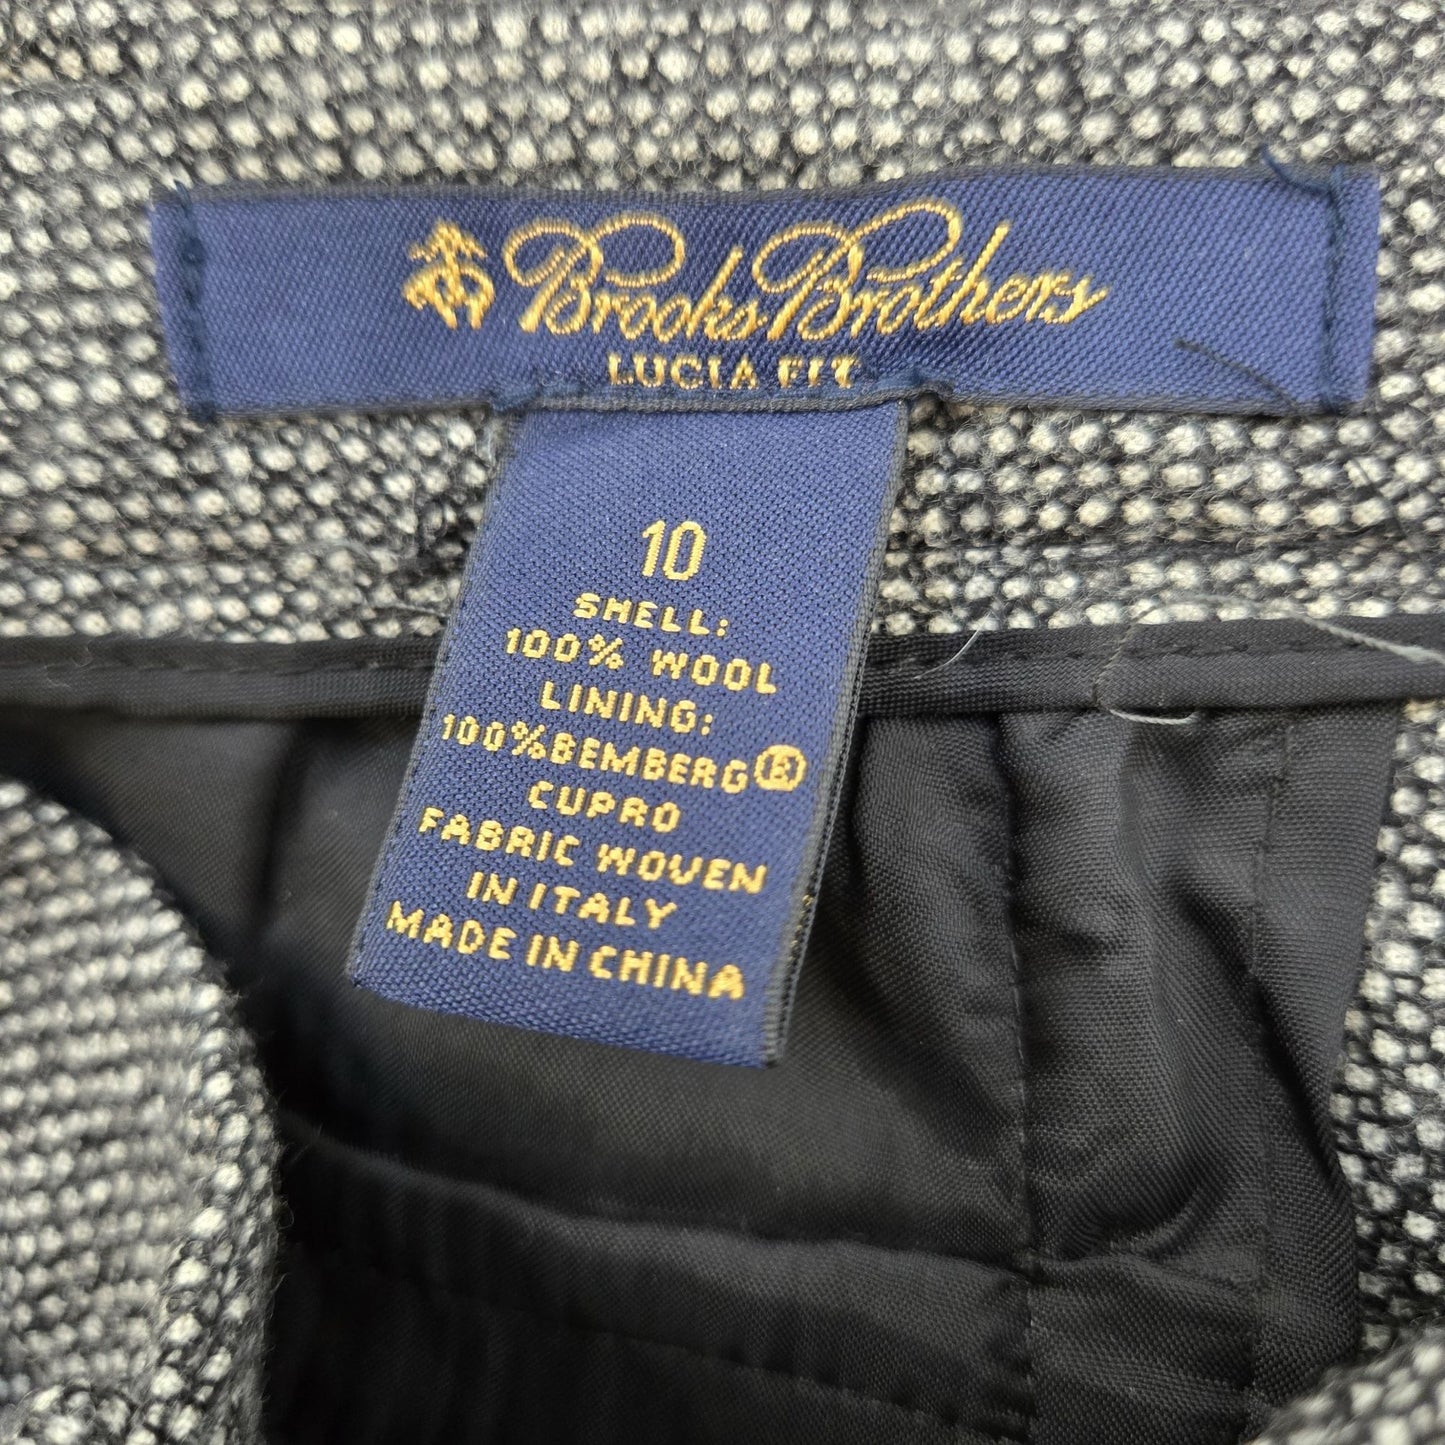 Brooks Brothers
LUCIA FIT
10
SHELL:
100% WOOL
LINING:
100%BEMBERG®
CUPRO
FABRIC WOVEN
IN ITALY
MADE IN CHINA